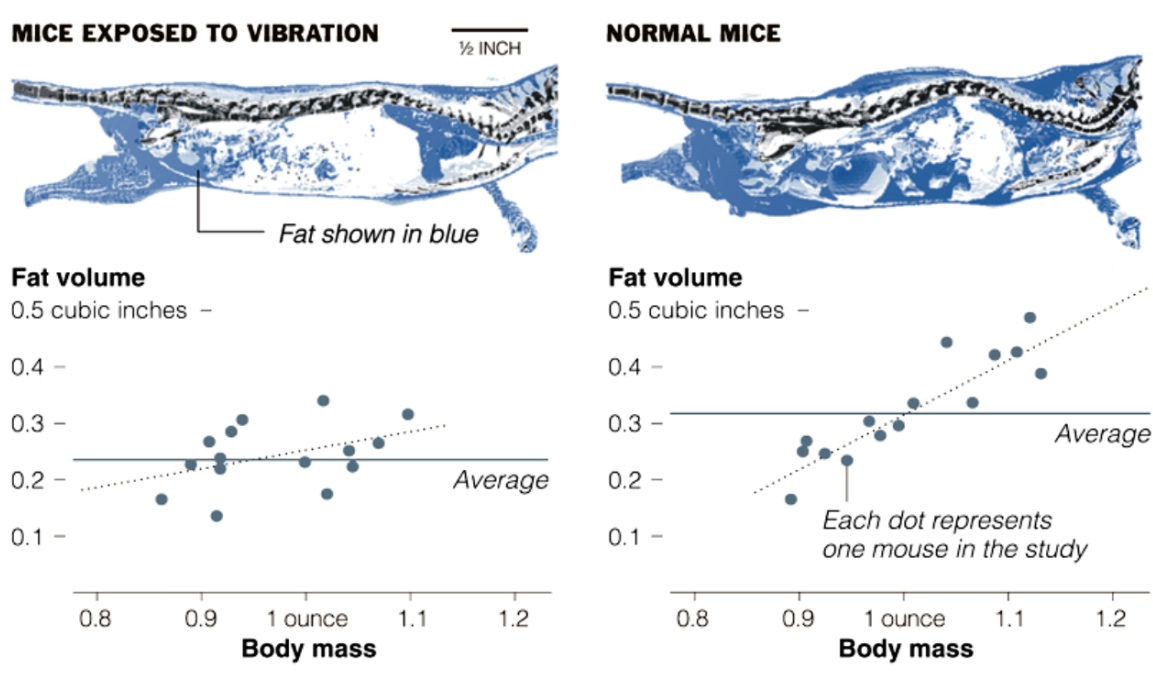 MICE EXPOSED TO VIBRATION
½ INCH
Fat shown in blue
Fat volume
0.5 cubic inches
0.4
0.3
0.2
0.1
Average
0.8
0.9
1 ounce
1.1
1.2
Body mass
NORMAL MICE
Fat volume
0.5 cubic inches
0.4
0.3
0.2
0.1
Average
Each dot represents
one mouse in the study
0.8
0.9
1 ounce
1.1
1.2
Body mass